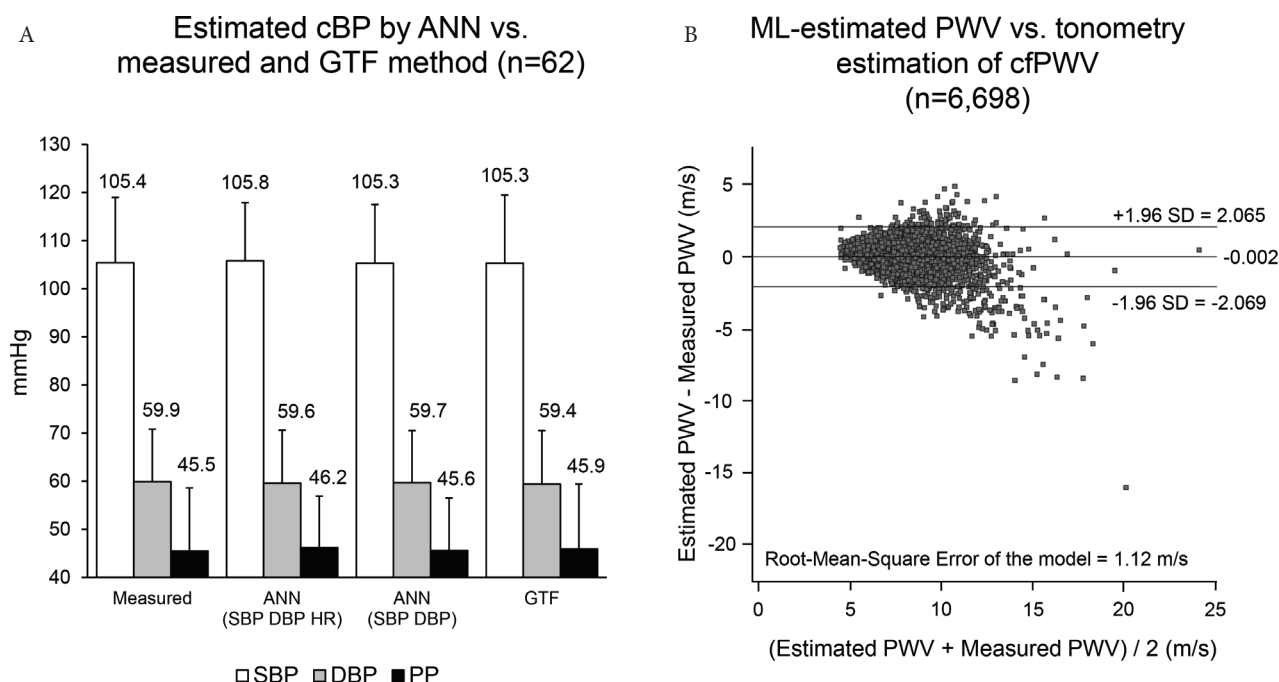 A
Estimated cBP by ANN vs.
measured and GTF method (n=62)
mmHg
130
120
110
100
90
80
70
60
50
40
105.4
59.9
45.5
105.8
59.6
46.2
105.3
59.7
45.6
105.3
59.4
45.9
Measured
ANN
(SBP DBP HR)
ANN
(SBP DBP)
GTF
SBP DBP PP
B
ML-estimated PWV vs. tonometry
estimation of cfPWV
(n=6,698)
Estimated PWV - Measured PWV (m/s)
5
0
-5
-10
-15
-20
+1.96 SD = 2.065
-0.002
-1.96 SD = -2.069
Root-Mean-Square Error of the model = 1.12 m/s
0 5 10 15 20 25
(Estimated PWV + Measured PWV) / 2 (m/s)